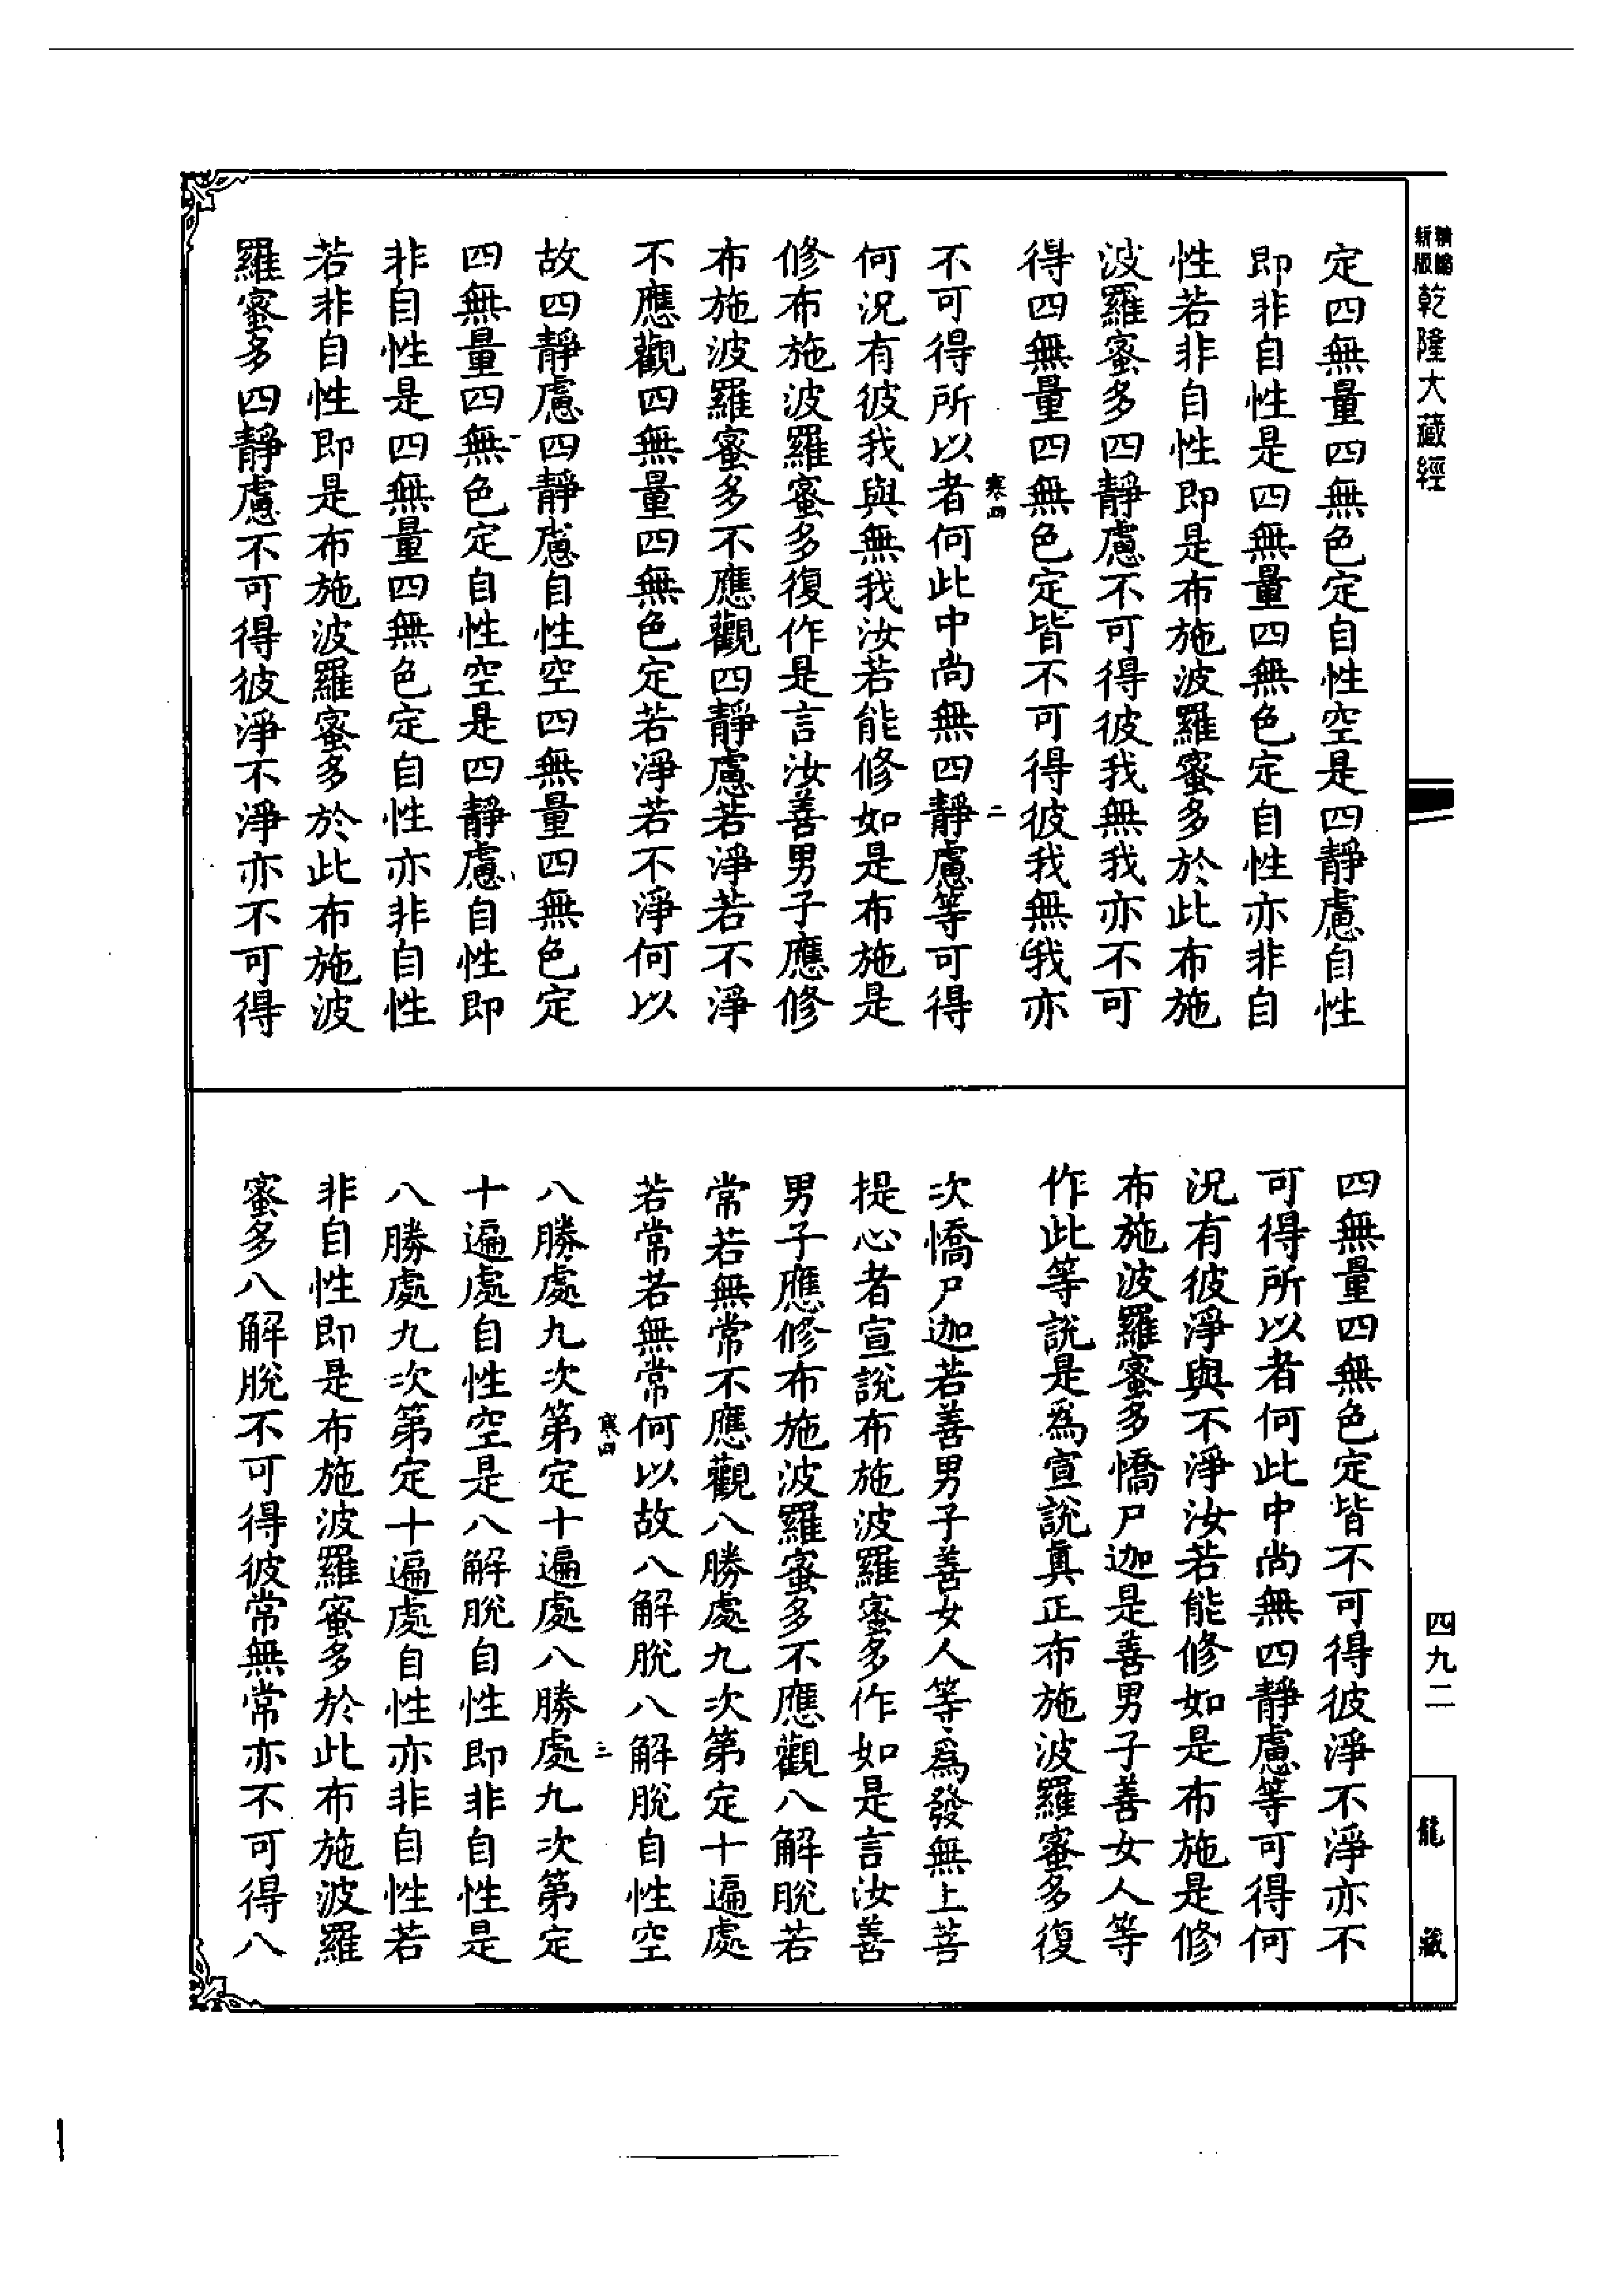 新版
乾隆大藏經
定四無量四無色定自性空是四靜慮自性
即非自性是四無量四無色定自性亦非自
性若非自性即是布施波羅蜜多於此布施
波羅蜜多四靜慮不可得彼我無我亦不可
得四無量四無色定皆不可得彼我無我亦
寒四
二
不可得所以者何此中尚無四靜慮等可得
何況有彼我與無我汝若能修如是布施是
修布施波羅蜜多復作是言汝善男子應修
布施波羅蜜多不應觀四靜慮若淨若不淨
不應觀四無量四無色定若淨若不淨何以
故四靜慮四靜慮自性空四無量四無色定
四無量四無色定自性空是四靜慮自性即
非自性是四無量四無色定自性亦非自性
若非自性即是布施波羅蜜多於此布施波
羅蜜多四靜慮不可得彼淨不淨亦不可得
四無量四無色定皆不可得彼淨不淨亦不
可得所以者何此中尚無四靜慮等可得何
況有彼淨與不淨汝若能修如是布施是修
布施波羅蜜多憍尸迦是善男子善女人等
作此等說是為宣說真正布施波羅蜜多復
次憍尸迦若善男子善女人等為發無上菩
提心者宣說布施波羅蜜多作如是言汝善
男子應修布施波羅蜜多不應觀八解脫若
常若無常不應觀八勝處九次第定十遍處
若常若無常何以故八解脫八解脫自性空
寒四
三
八勝處九次第定十遍處八勝處九次第定
十遍處自性空是八解脫自性即非自性是
八勝處九次第定十遍處自性亦非自性若
非自性即是布施波羅蜜多於此布施波羅
蜜多八解脫不可得彼常無常亦不可得八
四九二
龍藏